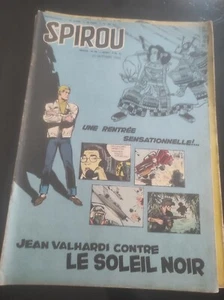 SPIROU
UNE RENTRÉE
SENSATIONNELLE!...
JEAN VALHARDI CONTRE
LE SOLEIL NOIR